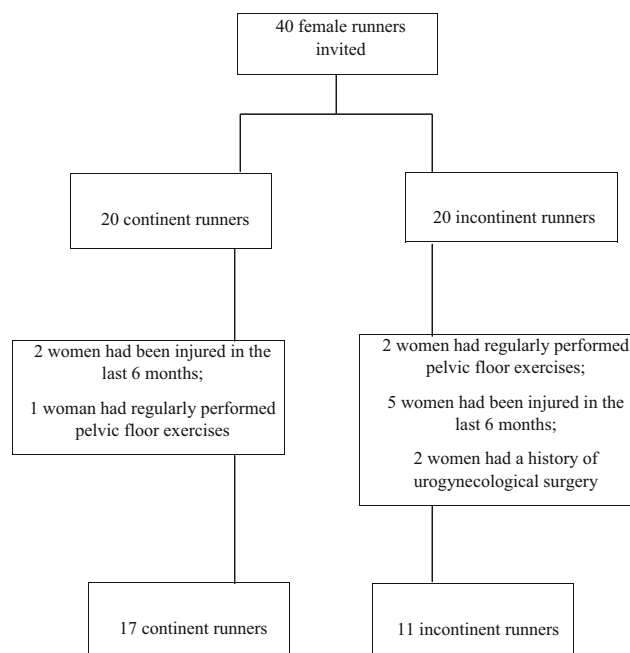 40 female runners
invited
20 continent runners
20 incontinent runners
2 women had been injured in the
last 6 months;
1 woman had regularly performed
pelvic floor exercises
2 women had regularly performed
pelvic floor exercises;
5 women had been injured in the
last 6 months;
2 women had a history of
urogynecological surgery
17 continent runners
11 incontinent runners